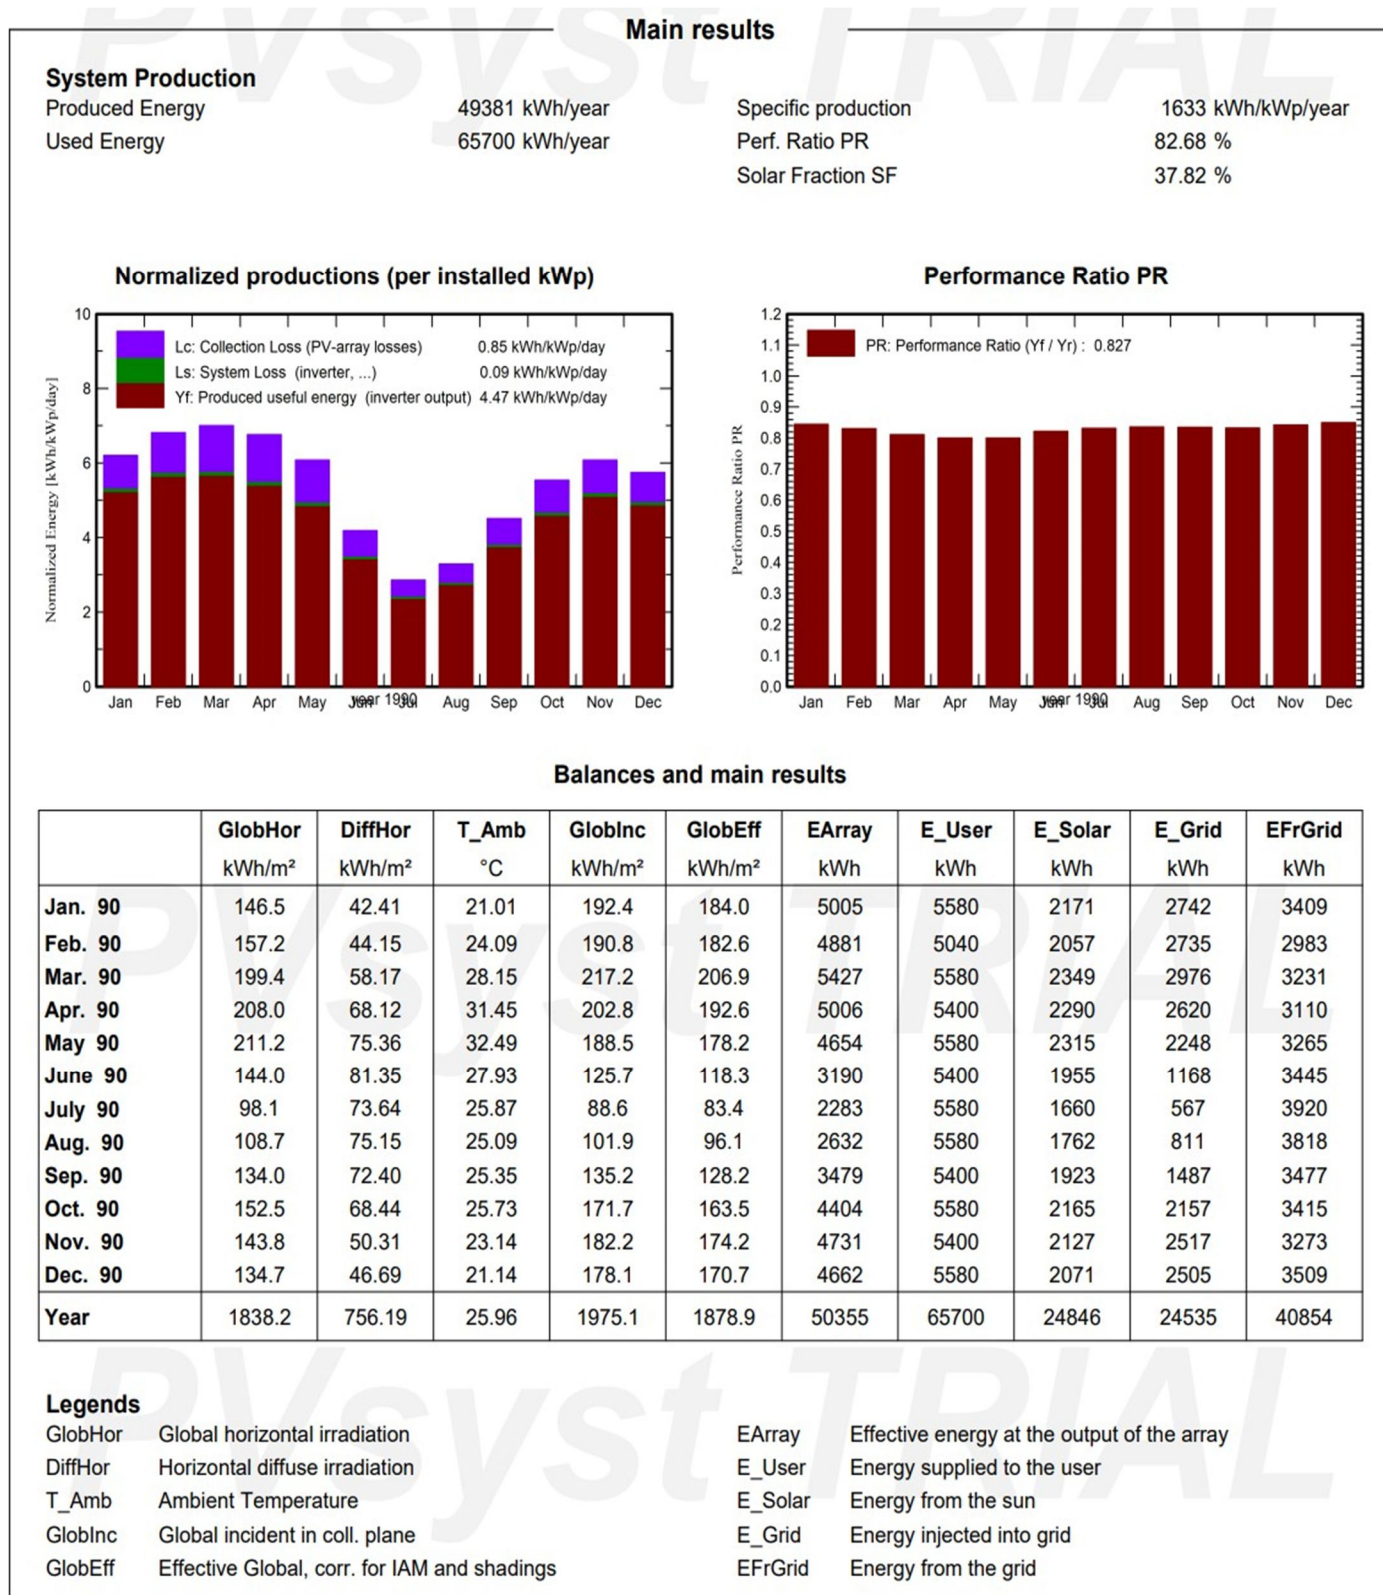 PVsyst TRIAL
Main results
System Production
Produced Energy 49381 kWh/year Specific production 1633 kWh/kWp/year
Used Energy 65700 kWh/year Perf. Ratio PR 82.68 %
Solar Fraction SF 37.82 %
Normalized productions (per installed kWp)
10
Lc: Collection Loss (PV-array losses) 0.85 kWh/kWp/day
Ls: System Loss (inverter, ...) 0.09 kWh/kWp/day
Yf: Produced useful energy (inverter output) 4.47 kWh/kWp/day
8
6
4
2
0
Normalized Energy [kWh/kWp/day]
Jan Feb Mar Apr May Jun Jul Aug Sep Oct Nov Dec
year 1990
Performance Ratio PR
1.2
1.1
PR: Performance Ratio (Yf / Yr) : 0.827
1.0
0.9
0.8
0.7
0.6
0.5
0.4
0.3
0.2
0.1
0.0
Performance Ratio PR
Jan Feb Mar Apr May Jun Jul Aug Sep Oct Nov Dec
year 1990
Balances and main results
GlobHor DiffHor T_Amb GlobInc GlobEff EArray E_User E_Solar E_Grid EFrGrid
kWh/m² kWh/m² °C kWh/m² kWh/m² kWh kWh kWh kWh kWh
Jan. 90 146.5 42.41 21.01 192.4 184.0 5005 5580 2171 2742 3409
Feb. 90 157.2 44.15 24.09 190.8 182.6 4881 5040 2057 2735 2983
Mar. 90 199.4 58.17 28.15 217.2 206.9 5427 5580 2349 2976 3231
Apr. 90 208.0 68.12 31.45 202.8 192.6 5006 5400 2290 2620 3110
May 90 211.2 75.36 32.49 188.5 178.2 4654 5580 2315 2248 3265
June 90 144.0 81.35 27.93 125.7 118.3 3190 5400 1955 1168 3445
July 90 98.1 73.64 25.87 88.6 83.4 2283 5580 1660 567 3920
Aug. 90 108.7 75.15 25.09 101.9 96.1 2632 5580 1762 811 3818
Sep. 90 134.0 72.40 25.35 135.2 128.2 3479 5400 1923 1487 3477
Oct. 90 152.5 68.44 25.73 171.7 163.5 4404 5580 2165 2157 3415
Nov. 90 143.8 50.31 23.14 182.2 174.2 4731 5400 2127 2517 3273
Dec. 90 134.7 46.69 21.14 178.1 170.7 4662 5580 2071 2505 3509
Year 1838.2 756.19 25.96 1975.1 1878.9 50355 65700 24846 24535 40854
PVsyst TRIAL
PVsyst TRIAL
Legends
GlobHor Global horizontal irradiation EArray Effective energy at the output of the array
DiffHor Horizontal diffuse irradiation E_User Energy supplied to the user
T_Amb Ambient Temperature E_Solar Energy from the sun
GlobInc Global incident in coll. plane E_Grid Energy injected into grid
GlobEff Effective Global, corr. for IAM and shadings EFrGrid Energy from the grid